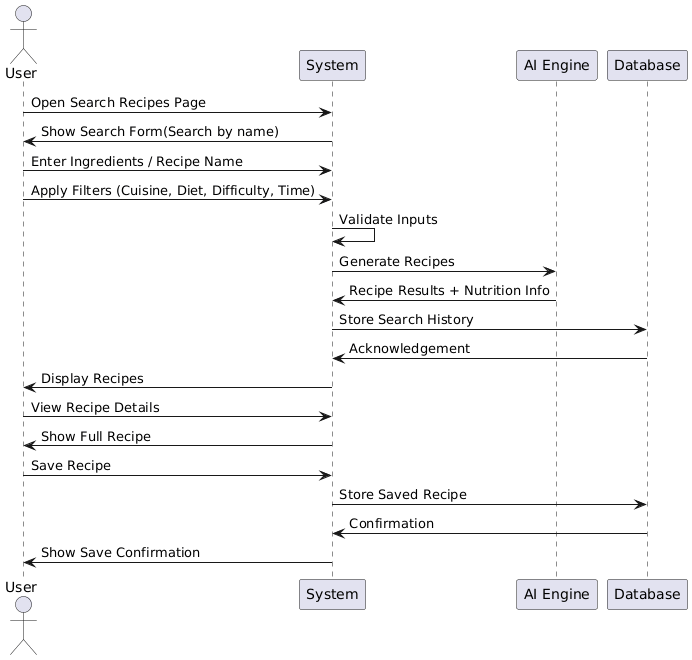 User
System
AI Engine
Database
Open Search Recipes Page
Show Search Form(Search by name)
Enter Ingredients / Recipe Name
Apply Filters (Cuisine, Diet, Difficulty, Time)
Validate Inputs
Generate Recipes
Recipe Results + Nutrition Info
Store Search History
Acknowledgement
Display Recipes
View Recipe Details
Show Full Recipe
Save Recipe
Store Saved Recipe
Confirmation
Show Save Confirmation
User
System
AI Engine
Database